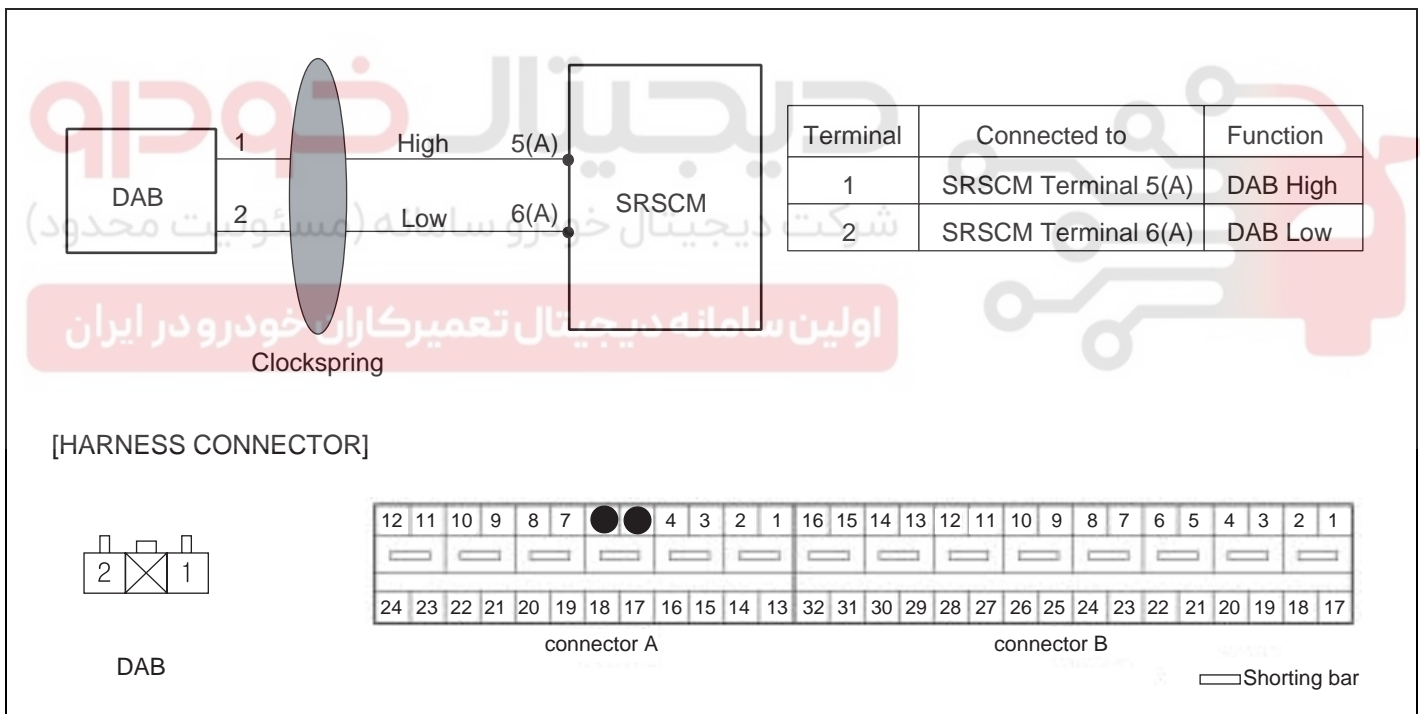 دیجیتال خودرو
شرکت دیجیتال خودرو سامانه (مسئولیت محدود)
اولین سامانه دیجیتال تعمیرکاران خودرو در ایران
DAB
1
2
High
Low
5(A)
6(A)
SRSCM
Clockspring
Terminal Connected to Function
1 SRSCM Terminal 5(A) DAB High
2 SRSCM Terminal 6(A) DAB Low
[HARNESS CONNECTOR]
2 1
DAB
12 11 10 9 8 7 4 3 2 1 16 15 14 13 12 11 10 9 8 7 6 5 4 3 2 1
24 23 22 21 20 19 18 17 16 15 14 13 32 31 30 29 28 27 26 25 24 23 22 21 20 19 18 17
connector A
connector B
Shorting bar